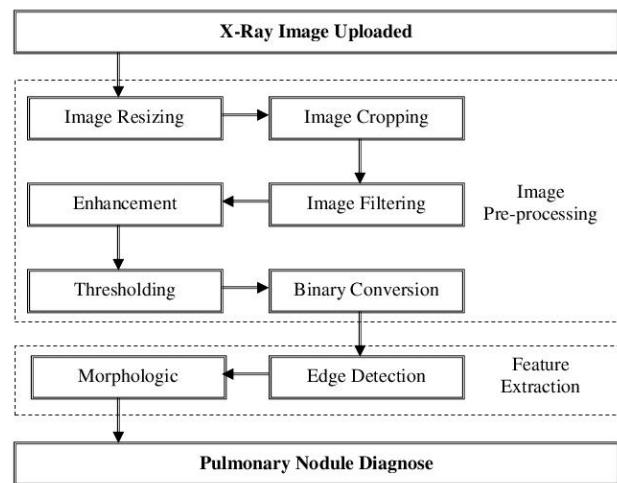 X-Ray Image Uploaded
Image Resizing
Image Cropping
Enhancement
Image Filtering
Image
Pre-processing
Thresholding
Binary Conversion
Morphologic
Edge Detection
Feature
Extraction
Pulmonary Nodule Diagnose